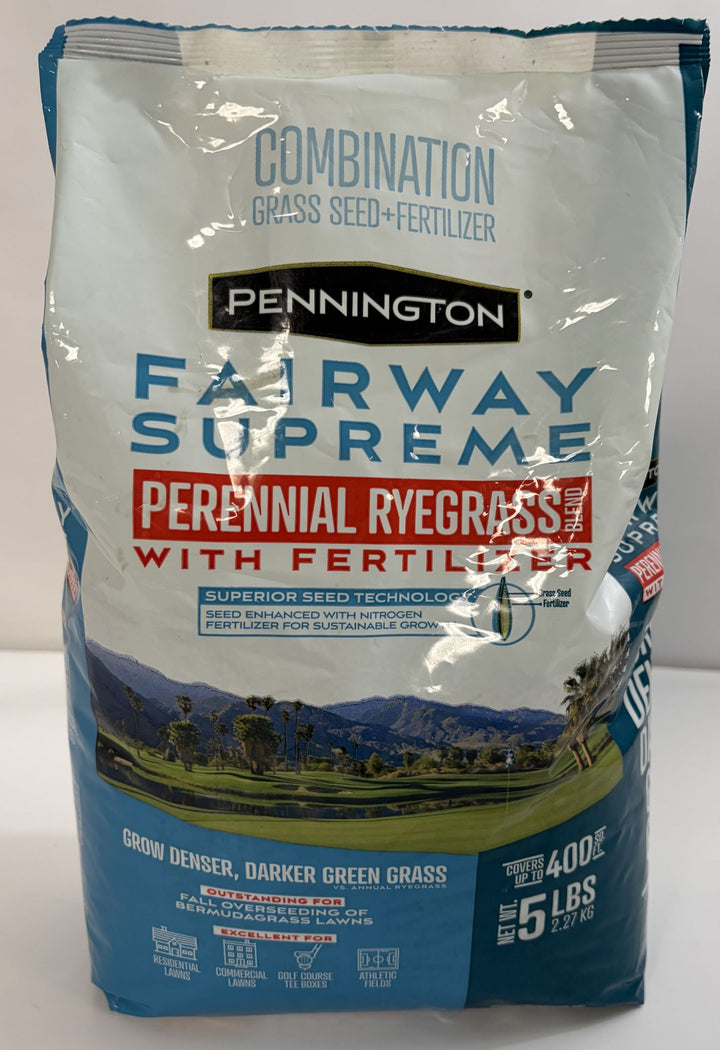 COMBINATION
GRASS SEED+FERTILIZER
PENNINGTON®
FAIRWAY
SUPREME
PERENNIAL RYEGRASS BLEND
WITH FERTILIZER
SUPERIOR SEED TECHNOLOGY
SEED ENHANCED WITH NITROGEN
FERTILIZER FOR SUSTAINABLE
Grass Seed
Fertilizer
GROW DENSER, DARKER GREEN GRASS
VS. ANNUAL RYEGRASS
OUTSTANDING FOR
FALL OVERSEEDING OF
BERMUDAGRASS LAWNS
EXCELLENT FOR
RESIDENTIAL
LAWNS
COMMERCIAL
LAWNS
GOLF COURSE
TEE BOXES
ATHLETIC
FIELDS
COVERS
UP TO 400 SQ.
FT.
NET WT. 5 LBS
2.27 KG